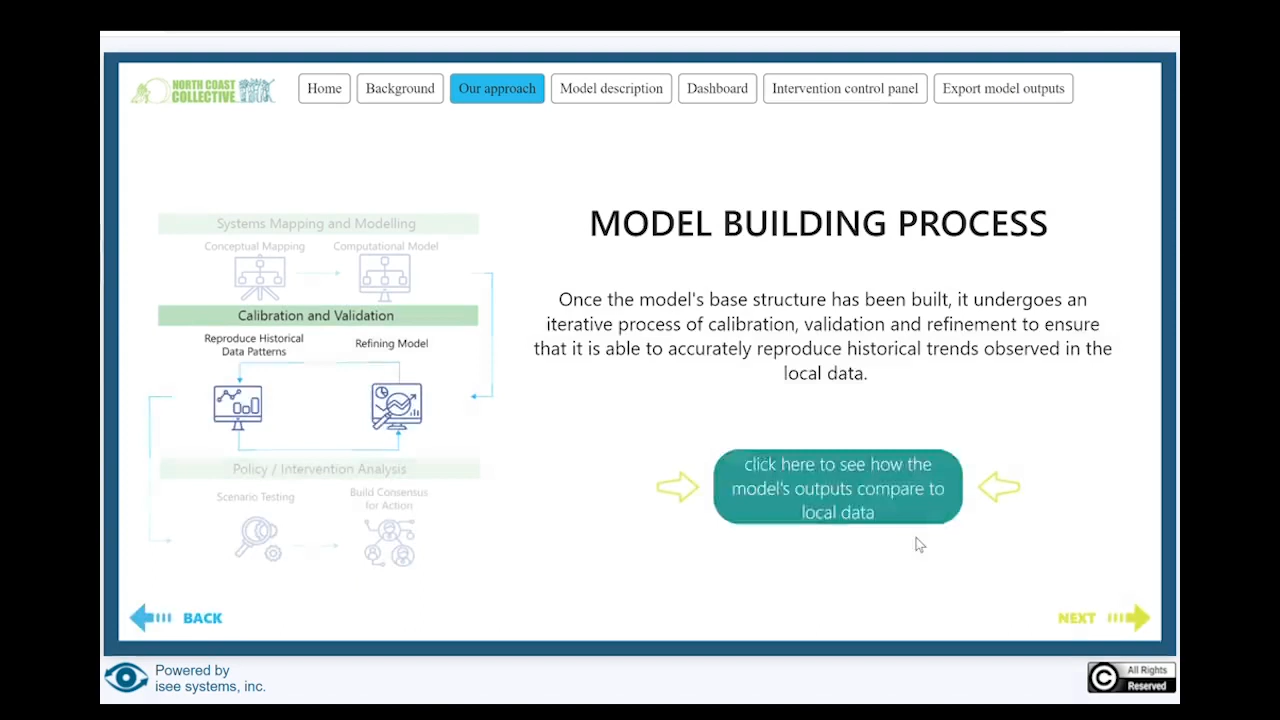 NORTH COAST
COLLECTIVE
Home
Background
Our approach
Model description
Dashboard
Intervention control panel
Export model outputs
Systems Mapping and Modelling
Conceptual Mapping
Computational Model
Calibration and Validation
Reproduce Historical
Data Patterns
Refining Model
Policy / Intervention Analysis
Scenario Testing
Build Consensus
for Action
MODEL BUILDING PROCESS
Once the model's base structure has been built, it undergoes an
iterative process of calibration, validation and refinement to ensure
that it is able to accurately reproduce historical trends observed in the
local data.
click here to see how the
model's outputs compare to
local data
BACK
NEXT
Powered by
isee systems, inc.
C
All Rights
Reserved